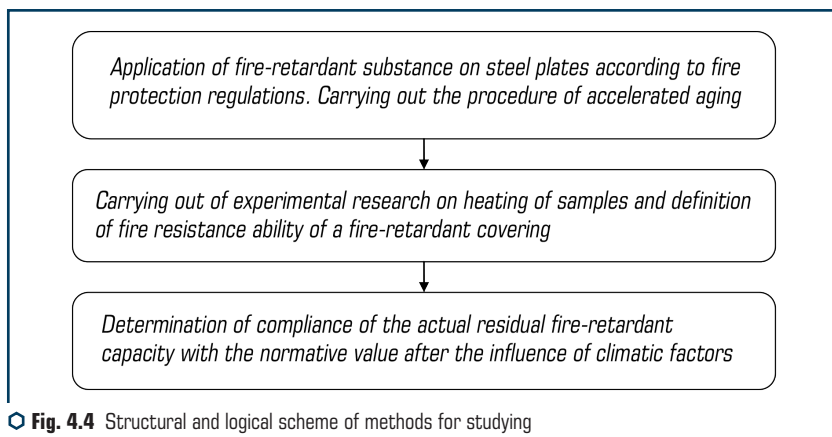 Application of fire-retardant substance on steel plates according to fire
protection regulations. Carrying out the procedure of accelerated aging
Carrying out of experimental research on heating of samples and definition
of fire resistance ability of a fire-retardant covering
Determination of compliance of the actual residual fire-retardant
capacity with the normative value after the influence of climatic factors
Fig. 4.4 Structural and logical scheme of methods for studying